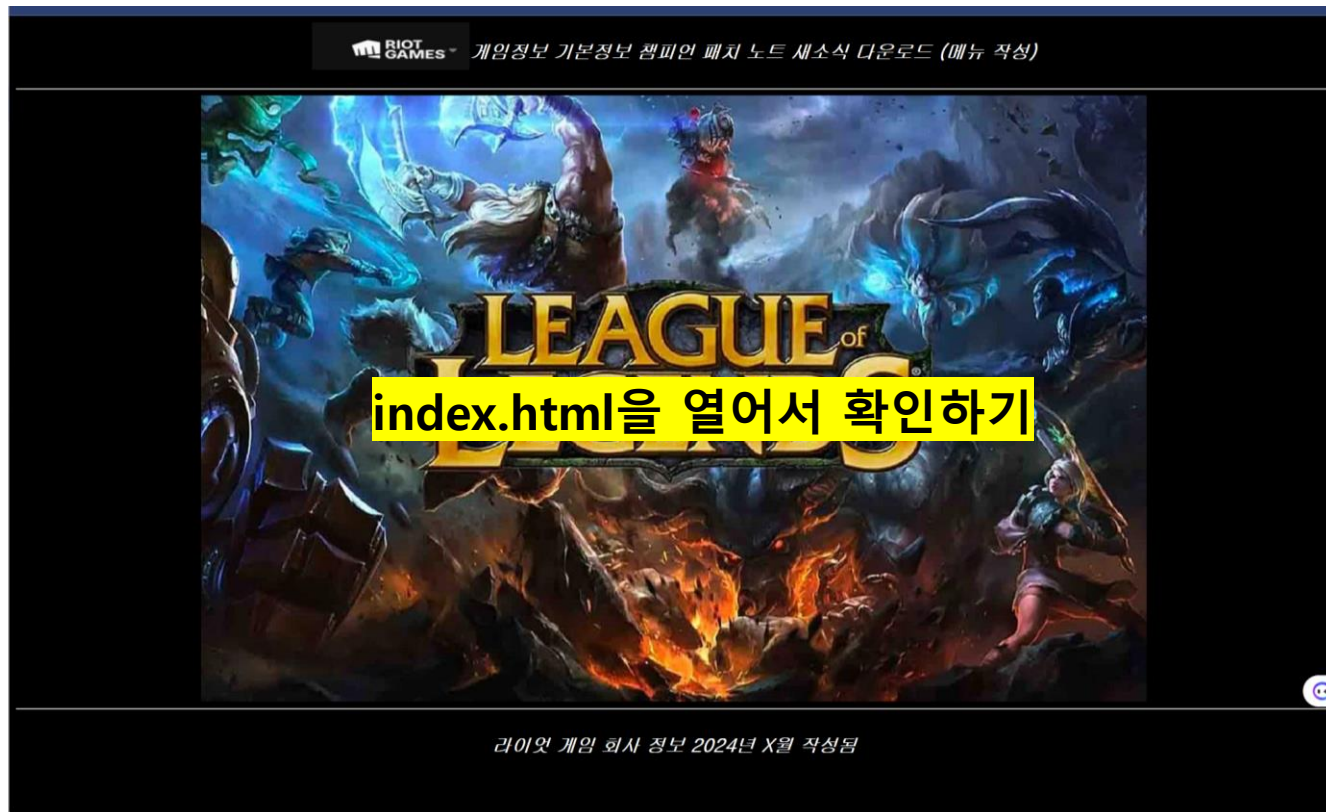 RIOT
GAMES
게임정보 기본정보 챔피언 패치 노트 새소식 다운로드 (메뉴 작성)
LEAGUE of
LEGENDS
index.html을 열어서 확인하기
라이엇 게임 회사 정보 2024년 X월 작성됨